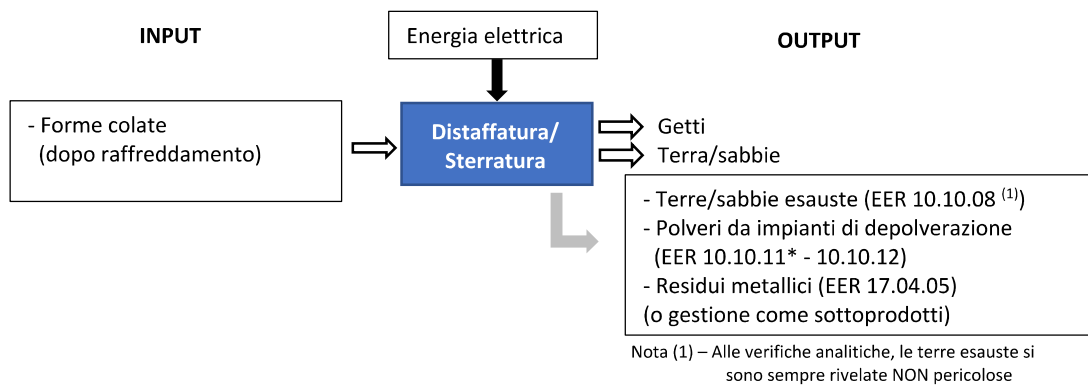 INPUT
Energia elettrica
OUTPUT
- Forme colate
(dopo raffreddamento)
Distaffatura/
Sterratura
Getti
Terra/sabbie
- Terre/sabbie esauste (EER 10.10.08 (1))
- Polveri da impianti di depolverazione
(EER 10.10.11* - 10.10.12)
- Residui metallici (EER 17.04.05)
(o gestione come sottoprodotti)
Nota (1) – Alle verifiche analitiche, le terre esauste si
sono sempre rivelate NON pericolose